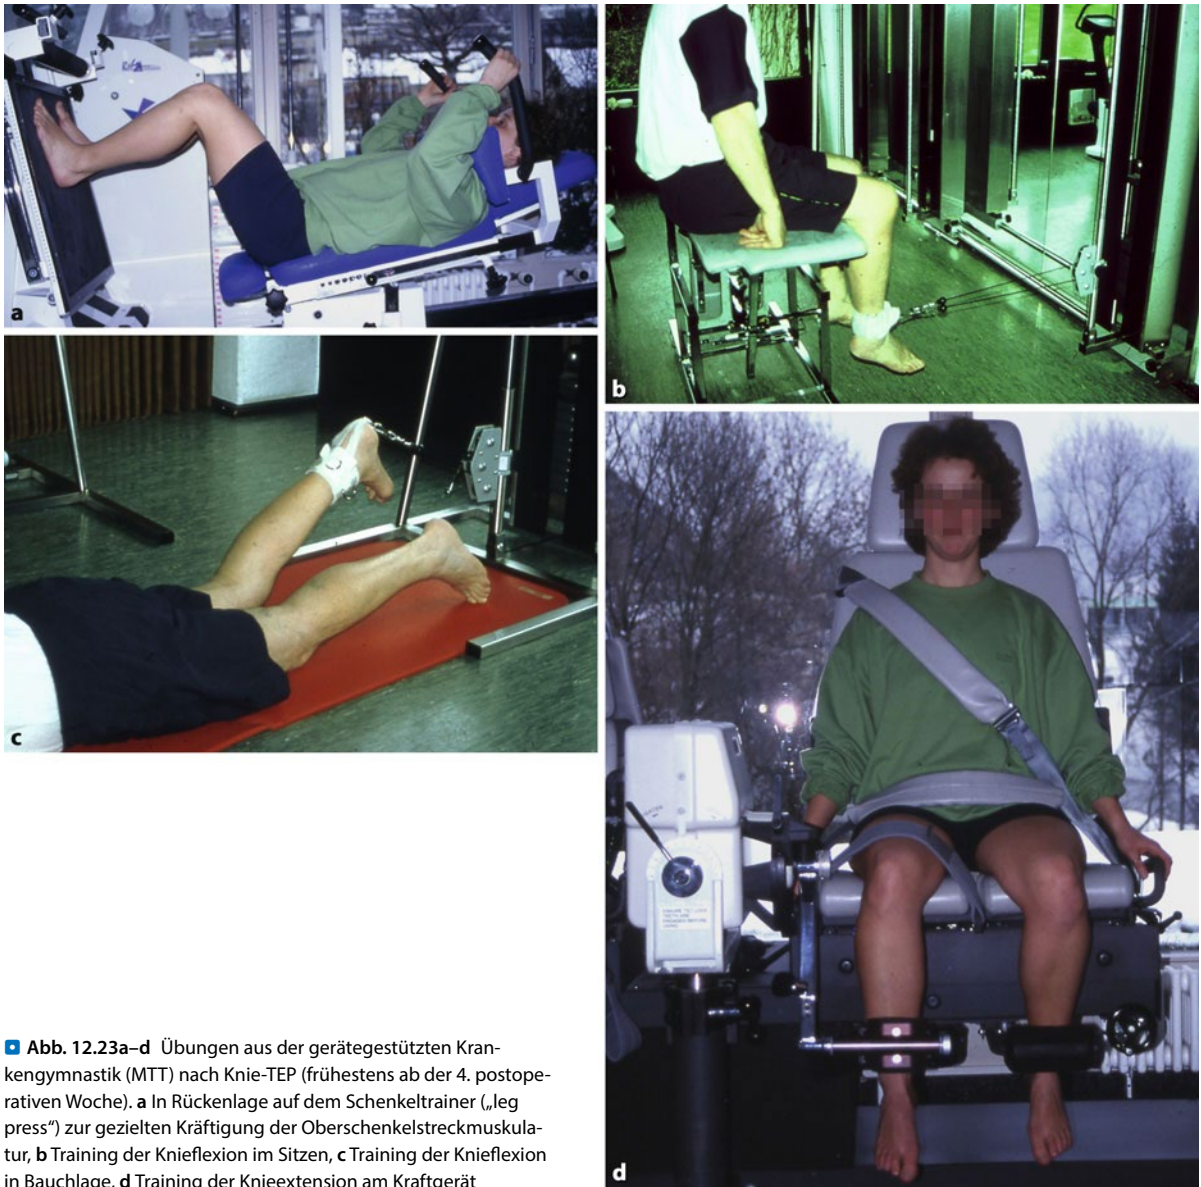 a
b
c
d
Abb. 12.23a–d Übungen aus der gerätegestützten Kran-
kengymnastik (MTT) nach Knie-TEP (frühestens ab der 4. postope-
rativen Woche). a In Rückenlage auf dem Schenkeltrainer („leg
press“) zur gezielten Kräftigung der Oberschenkelstreckmuskula-
tur, b Training der Knieflexion im Sitzen, c Training der Knieflexion
in Bauchlage, d Training der Knieextension am Kraftgerät